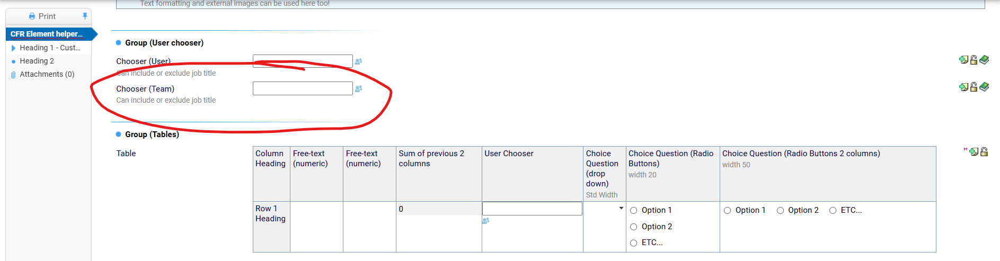 Text formatting and external images can be used here too!
Print
CFR Element helper...
Heading 1 - Cust...
Heading 2
Attachments (0)
Group (User chooser)
Chooser (User)
Can include or exclude job title
Chooser (Team)
Can include or exclude job title
Group (Tables)
Table
Column Heading
Free-text (numeric)
Free-text (numeric)
Sum of previous 2 columns
User Chooser
Choice Question (drop down)
Std Width
Choice Question (Radio Buttons)
width 20
Choice Question (Radio Buttons 2 columns)
width 50
M
Row 1 Heading
0
Option 1
Option 2
ETC...
Option 1
Option 2
ETC...